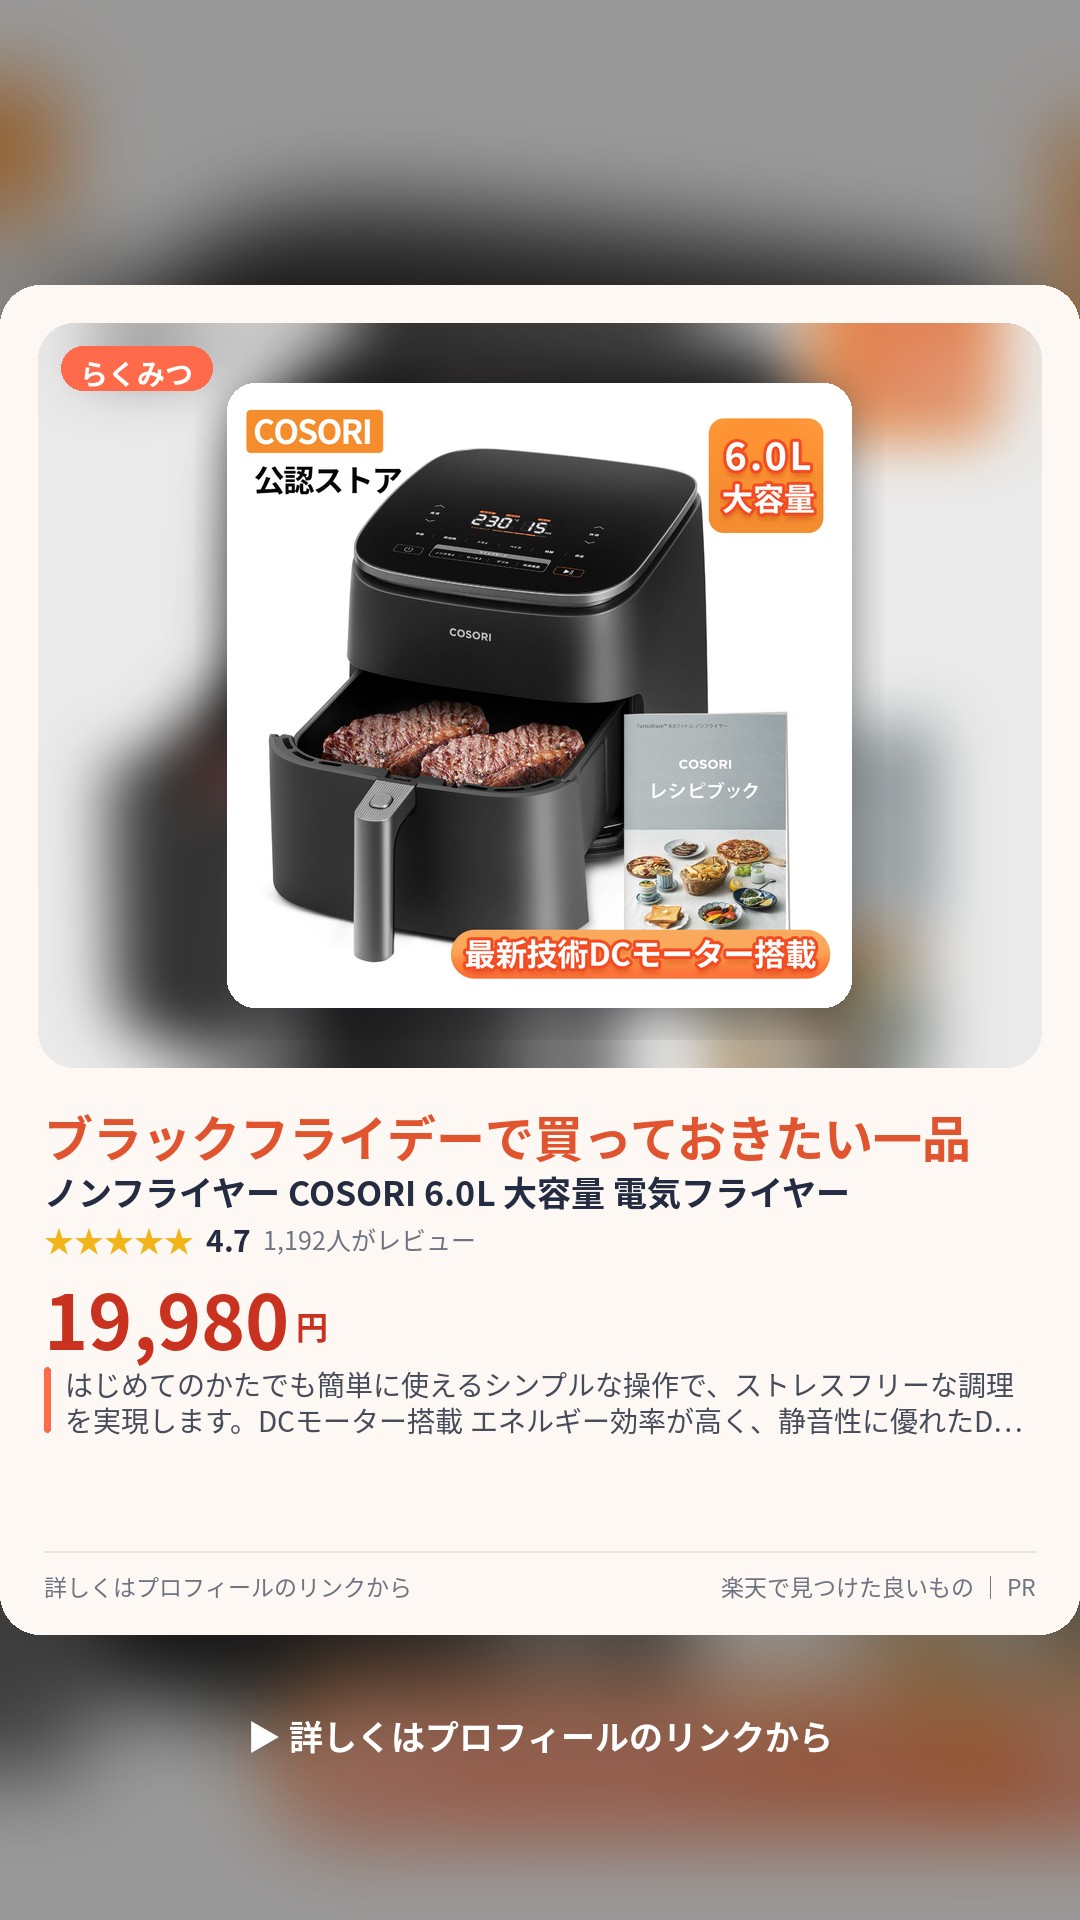 らくみつ
COSORI
公認ストア
6.0L
大容量
230 15
COSORI
COSORI
レシピブック
最新技術DCモーター搭載
ブラックフライデーで買っておきたい一品
ノンフライヤー COSORI 6.0L 大容量 電気フライヤー
★★★★★ 4.7 1,192人がレビュー
19,980円
はじめてのかたでも簡単に使えるシンプルな操作で、ストレスフリーな調理
を実現します。DCモーター搭載 エネルギー効率が高く、静音性に優れたD…
詳しくはプロフィールのリンクから
楽天で見つけた良いもの | PR
▶ 詳しくはプロフィールのリンクから